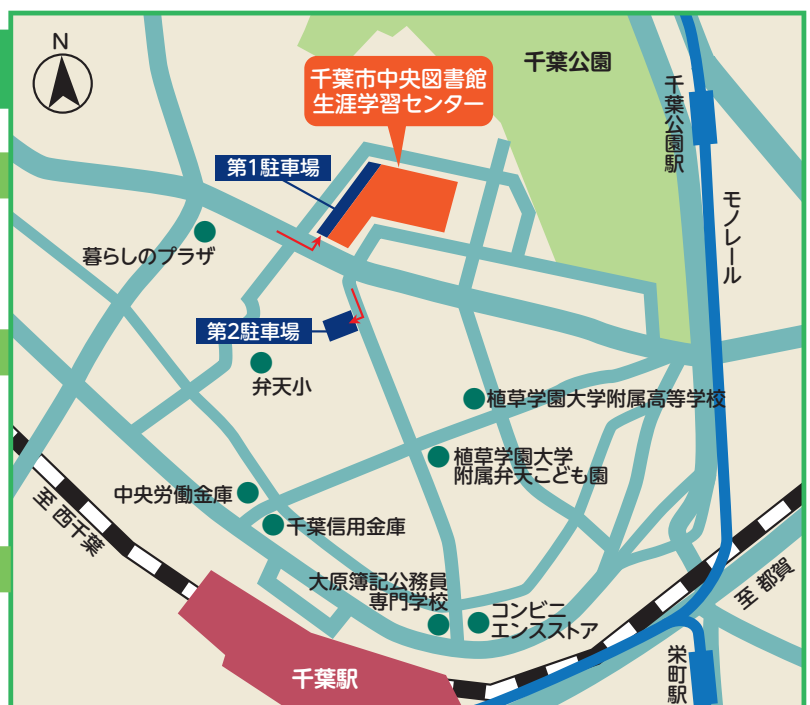 N
千葉公園
千葉市中央図書館
生涯学習センター
千葉公園駅
第1駐車場
モノレール
暮らしのプラザ
第2駐車場
弁天小
植草学園大学附属高等学校
植草学園大学
附属弁天こども園
中央労働金庫
至 西千葉
千葉信用金庫
大原簿記公務員
専門学校
コンビニ
エンスストア
至 都賀
千葉駅
栄町駅